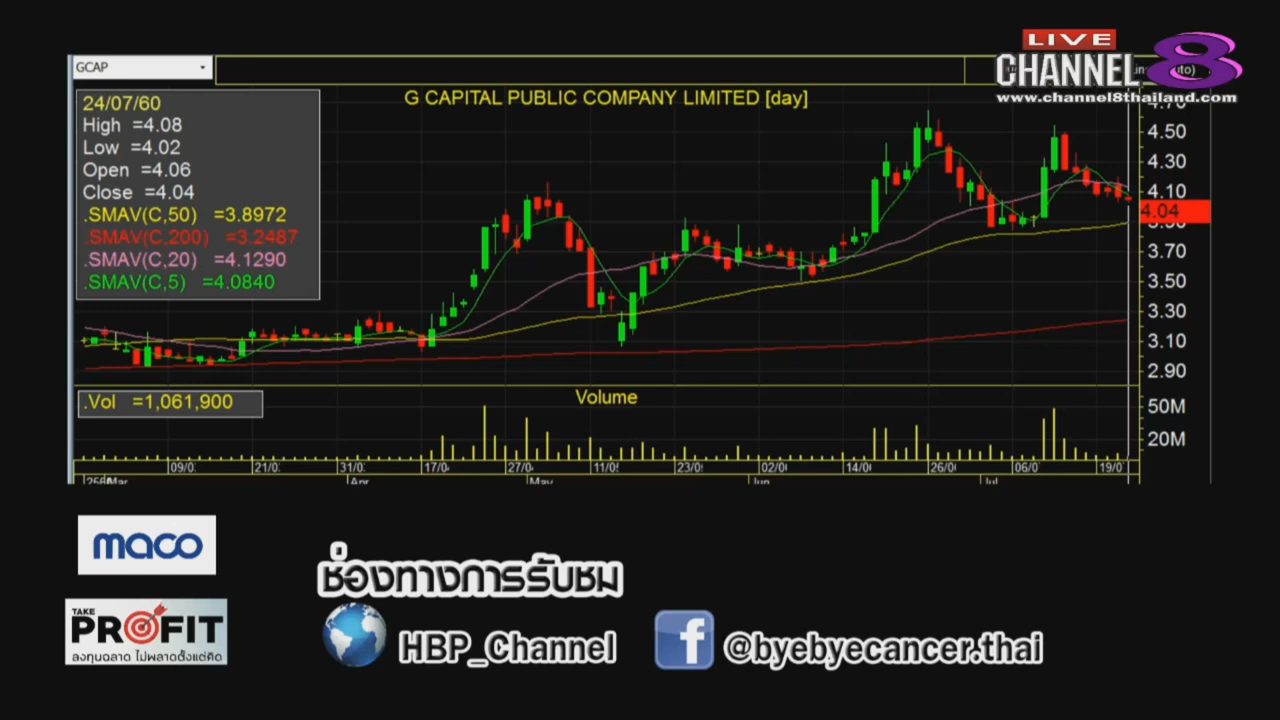 LIVE
CHANNEL 8
www.channel8thailand.com
GCAP
G CAPITAL PUBLIC COMPANY LIMITED [day]
24/07/60
High =4.08
Low =4.02
Open =4.06
Close =4.04
.SMAV(C,50) =3.8972
.SMAV(C,200) =3.2487
.SMAV(C,20) =4.1290
.SMAV(C,5) =4.0840
4.70
4.50
4.30
4.10
4.04
3.90
3.70
3.50
3.30
3.10
2.90
.Vol =1,061,900
Volume
50M
20M
09/0 21/0 31/0 17/0 27/0 11/0 23/0 02/0 14/0 26/0 06/0 19/0
Mar Apr May Jun Jul
maco
TAKE
PROFIT
ลงทุนฉลาด ไม่พลาดตั้งแต่คิด
ช่องทางการรับชม
HBP_Channel
f @byebyecancer.thai